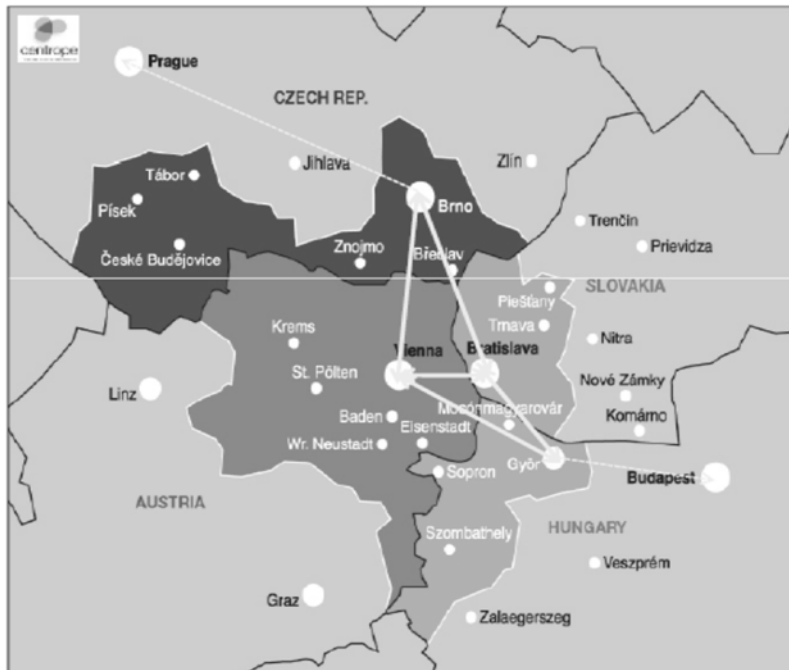 centrope
Prague
CZECH REP.
Jihlava
Zlín
Tábor
Písek
Brno
Trenčín
České Budějovice
Znojmo
Břeclav
Prievidza
Piešťany
SLOVAKIA
Trnava
Krems
Vienna
Bratislava
Nitra
St. Pölten
Linz
Nové Zámky
Baden
Mosonmagyarovár
Komárno
Eisenstadt
Wr. Neustadt
Sopron
Győr
Budapest
AUSTRIA
HUNGARY
Szombathely
Veszprém
Graz
Zalaegerszeg